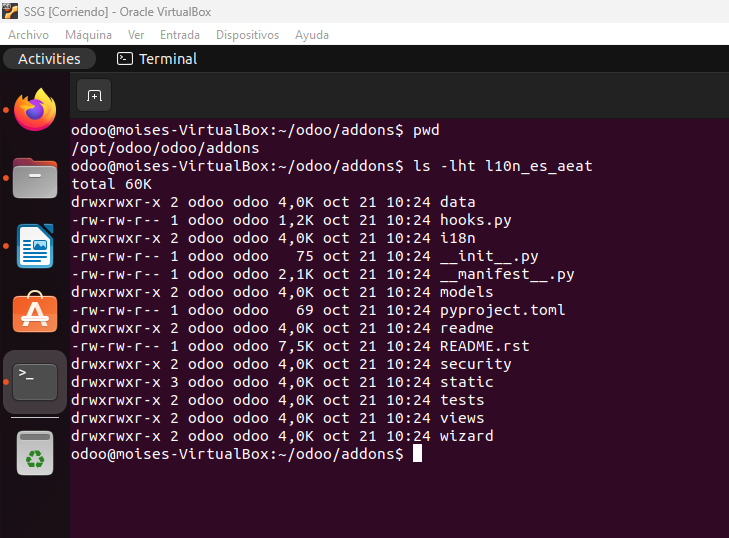 SSG [Corriendo] - Oracle VirtualBox
Archivo Máquina Ver Entrada Dispositivos Ayuda
Activities Terminal
odoo@moises-VirtualBox:~/odoo/addons$ pwd
/opt/odoo/odoo/addons
odoo@moises-VirtualBox:~/odoo/addons$ ls -lht l10n_es_aeat
total 60K
drwxrwxr-x 2 odoo odoo 4,0K oct 21 10:24 data
-rw-rw-r-- 1 odoo odoo 1,2K oct 21 10:24 hooks.py
drwxrwxr-x 2 odoo odoo 4,0K oct 21 10:24 i18n
-rw-rw-r-- 1 odoo odoo   75 oct 21 10:24 __init__.py
-rw-rw-r-- 1 odoo odoo 2,1K oct 21 10:24 __manifest__.py
drwxrwxr-x 2 odoo odoo 4,0K oct 21 10:24 models
-rw-rw-r-- 1 odoo odoo   69 oct 21 10:24 pyproject.toml
drwxrwxr-x 2 odoo odoo 4,0K oct 21 10:24 readme
-rw-rw-r-- 1 odoo odoo 7,5K oct 21 10:24 README.rst
drwxrwxr-x 2 odoo odoo 4,0K oct 21 10:24 security
drwxrwxr-x 3 odoo odoo 4,0K oct 21 10:24 static
drwxrwxr-x 2 odoo odoo 4,0K oct 21 10:24 tests
drwxrwxr-x 2 odoo odoo 4,0K oct 21 10:24 views
drwxrwxr-x 2 odoo odoo 4,0K oct 21 10:24 wizard
odoo@moises-VirtualBox:~/odoo/addons$